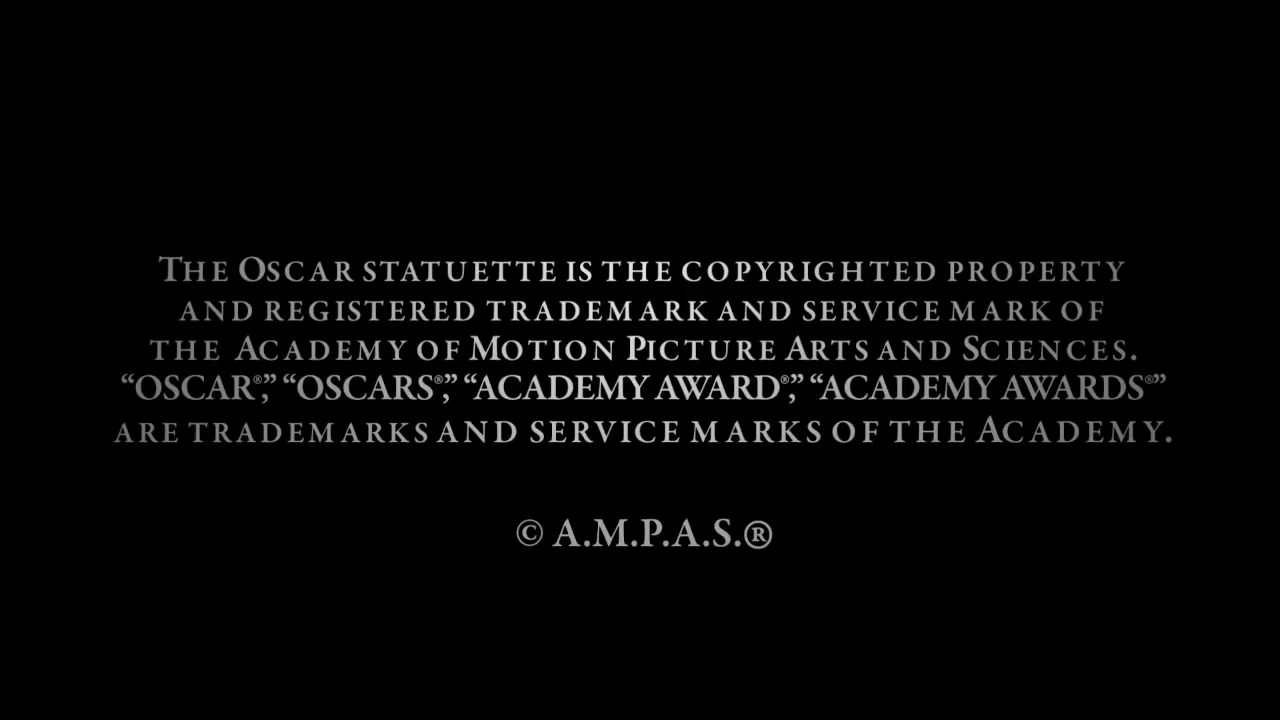 The Oscar statuette is the copyrighted property
and registered trademark and service mark of
the Academy of Motion Picture Arts and Sciences.
“OSCAR®,” “OSCARS®,” “ACADEMY AWARD®,” “ACADEMY AWARDS®”
are trademarks and service marks of the Academy.
© A.M.P.A.S.®